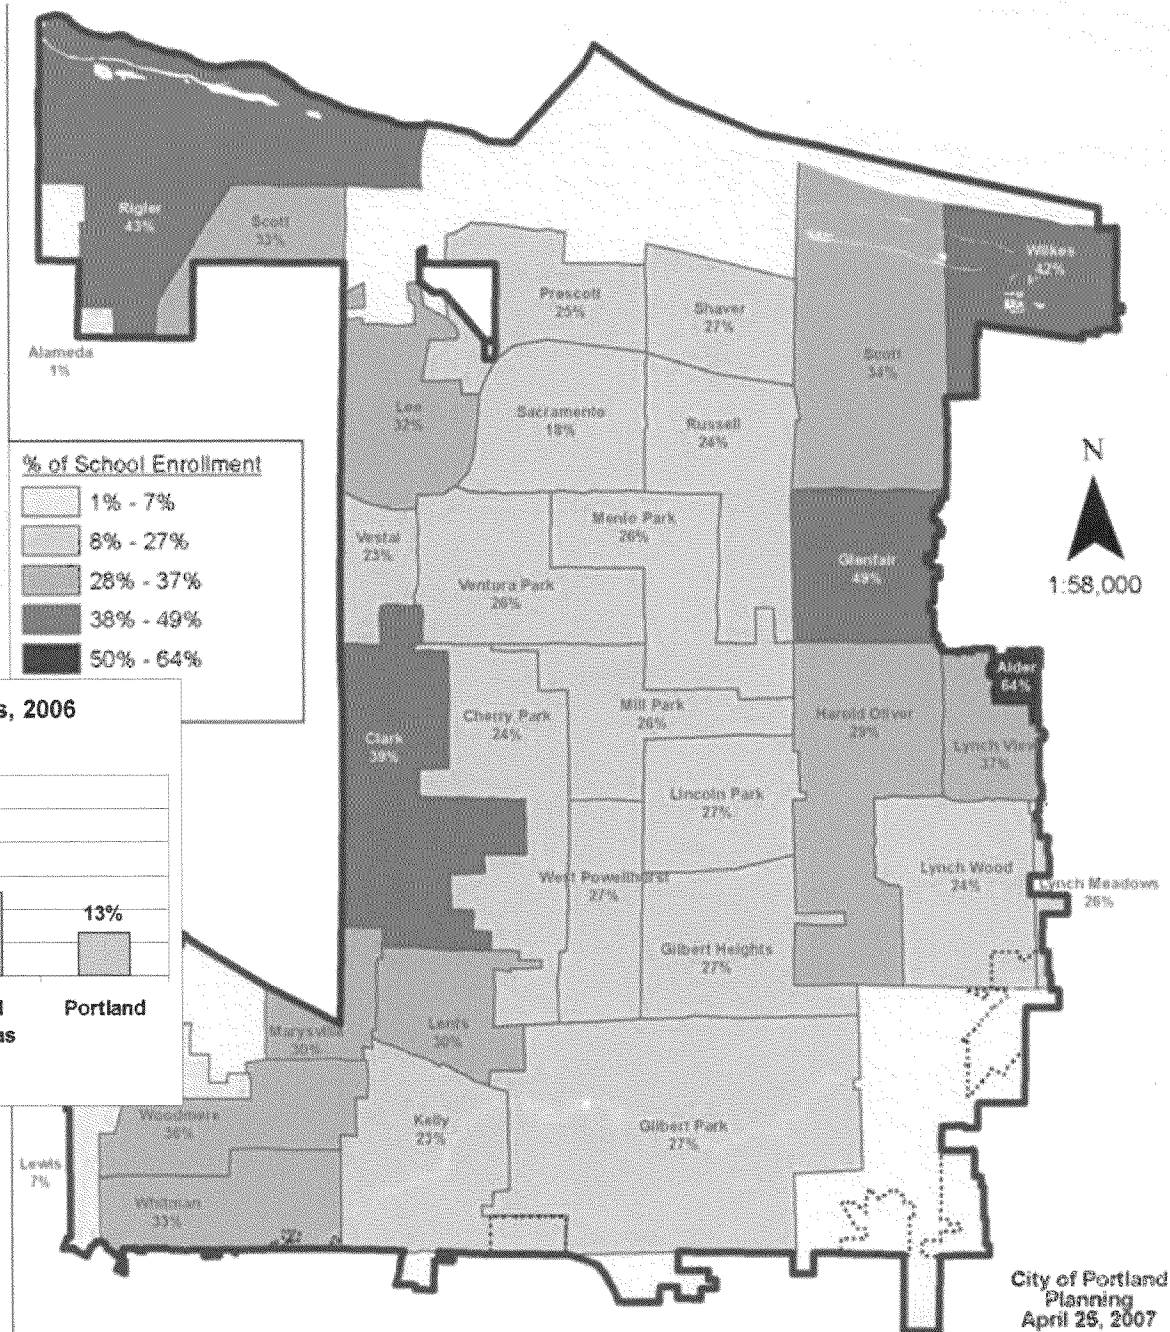 Rigler
43%
Scott
33%
Wilkes
42%
Prescott
25%
Shaver
27%
Alameda
1%
Scott
34%
Lee
32%
Sacramento
18%
Russell
24%
N
1:58,000
% of School Enrollment
1% - 7%
8% - 27%
28% - 37%
38% - 49%
50% - 64%
Vestal
23%
Menlo Park
26%
Glenfair
49%
Ventura Park
26%
Alder
64%
s, 2006
Cherry Park
24%
Mill Park
26%
Harold Oliver
29%
Clark
39%
Lynch View
37%
Lincoln Park
27%
Lynch Wood
24%
West Powellhurst
27%
Lynch Meadows
26%
13%
Portland
Gilbert Heights
27%
Marysville
30%
Lents
30%
Woodmere
36%
Kelly
23%
Gilbert Park
27%
Lewis
7%
Whitman
33%
City of Portland
Planning
April 25, 2007